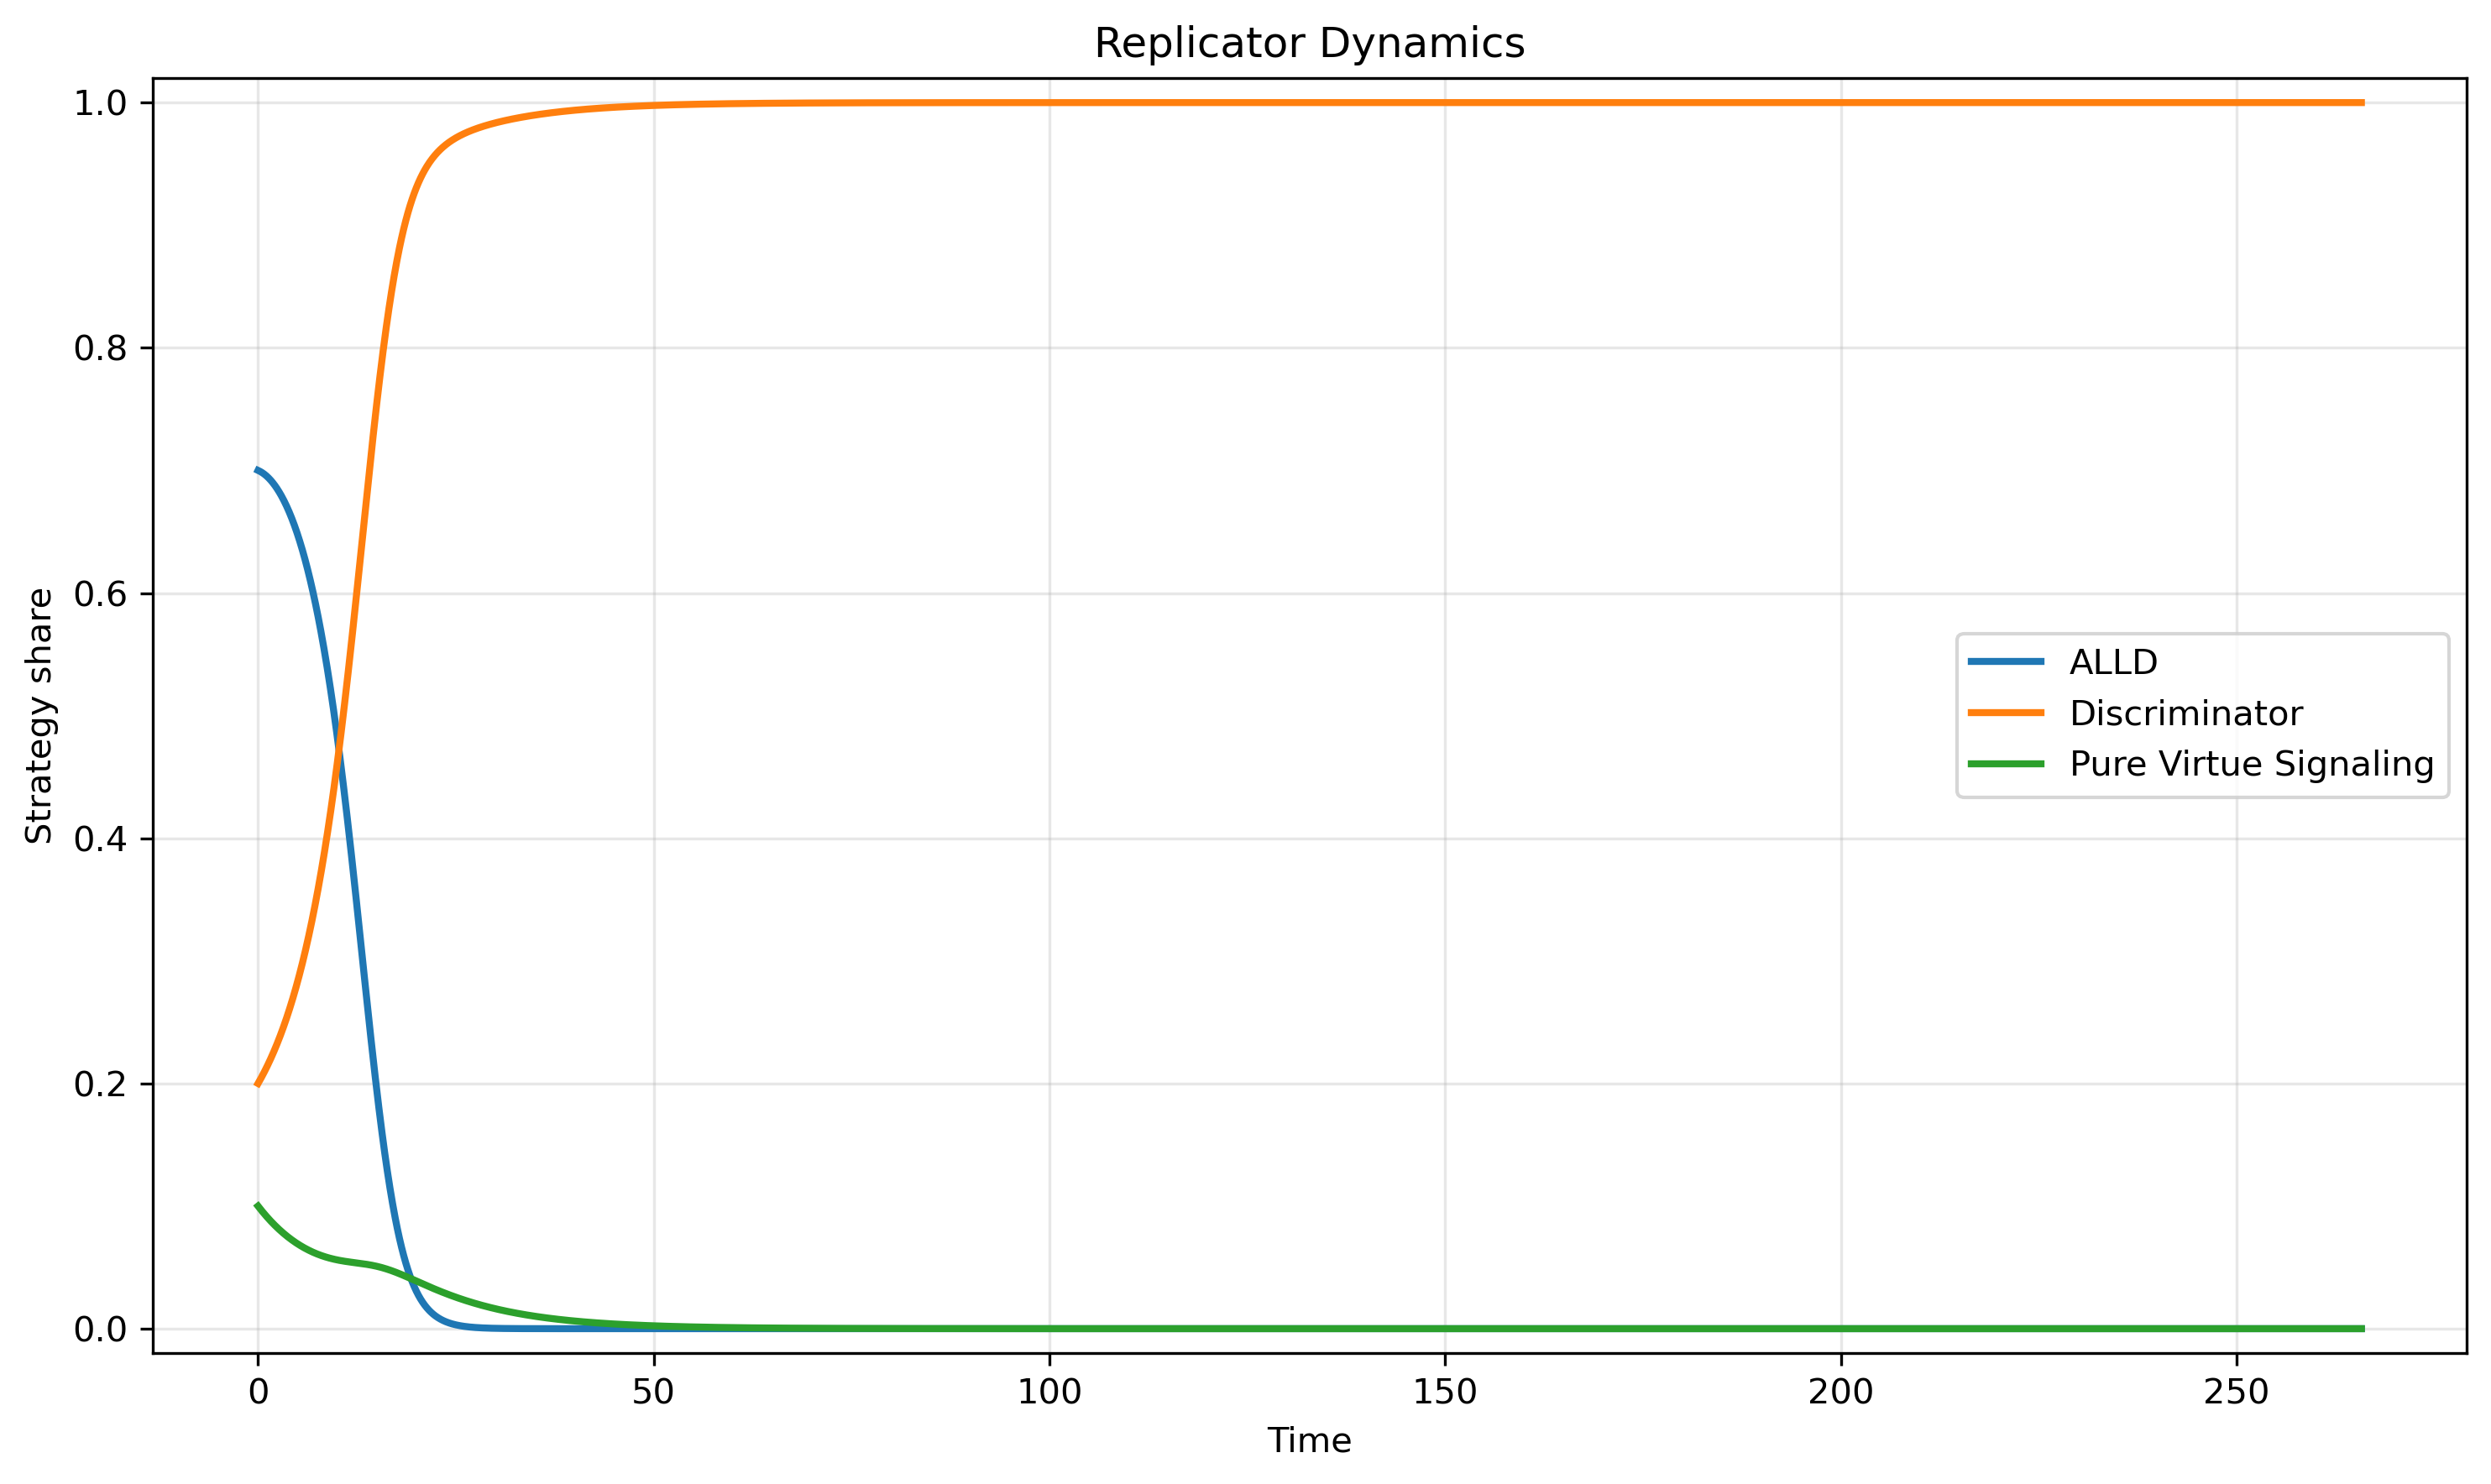 Replicator Dynamics
1.0
0.8
0.6
0.4
0.2
0.0
Strategy share
ALLD
Discriminator
Pure Virtue Signaling
0 50 100 150 200 250
Time